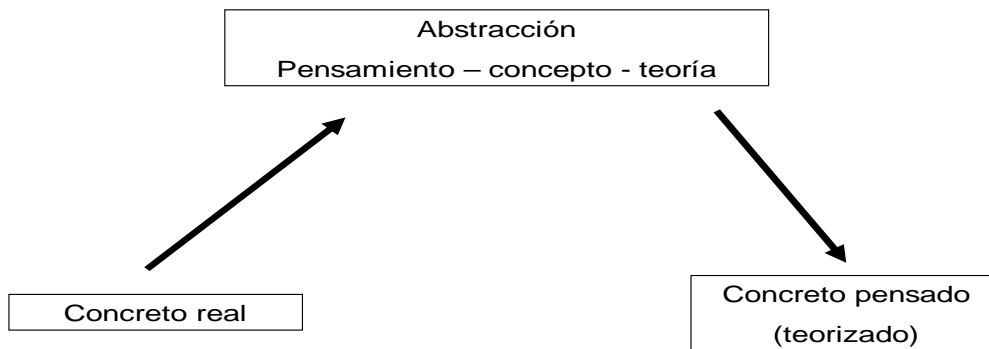 Abstracción
Pensamiento – concepto - teoría
Concreto real
Concreto pensado
(teorizado)